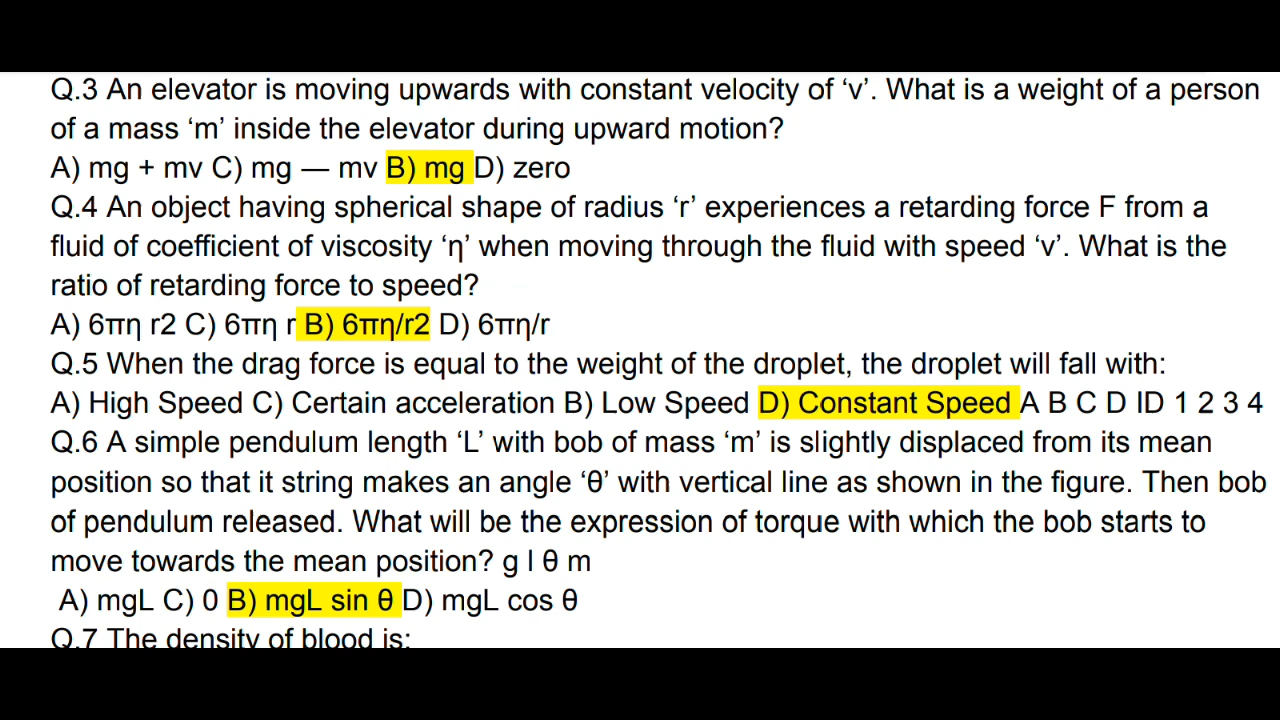 Q.3 An elevator is moving upwards with constant velocity of ‘v’. What is a weight of a person
of a mass ‘m’ inside the elevator during upward motion?
A) mg + mv C) mg — mv B) mg D) zero
Q.4 An object having spherical shape of radius ‘r’ experiences a retarding force F from a
fluid of coefficient of viscosity ‘η’ when moving through the fluid with speed ‘v’. What is the
ratio of retarding force to speed?
A) 6πη r2 C) 6πη r B) 6πη/r2 D) 6πη/r
Q.5 When the drag force is equal to the weight of the droplet, the droplet will fall with:
A) High Speed C) Certain acceleration B) Low Speed D) Constant Speed A B C D ID 1 2 3 4
Q.6 A simple pendulum length ‘L’ with bob of mass ‘m’ is slightly displaced from its mean
position so that it string makes an angle ‘θ’ with vertical line as shown in the figure. Then bob
of pendulum released. What will be the expression of torque with which the bob starts to
move towards the mean position? g l θ m
A) mgL C) 0 B) mgL sin θ D) mgL cos θ
Q.7 The density of blood is: